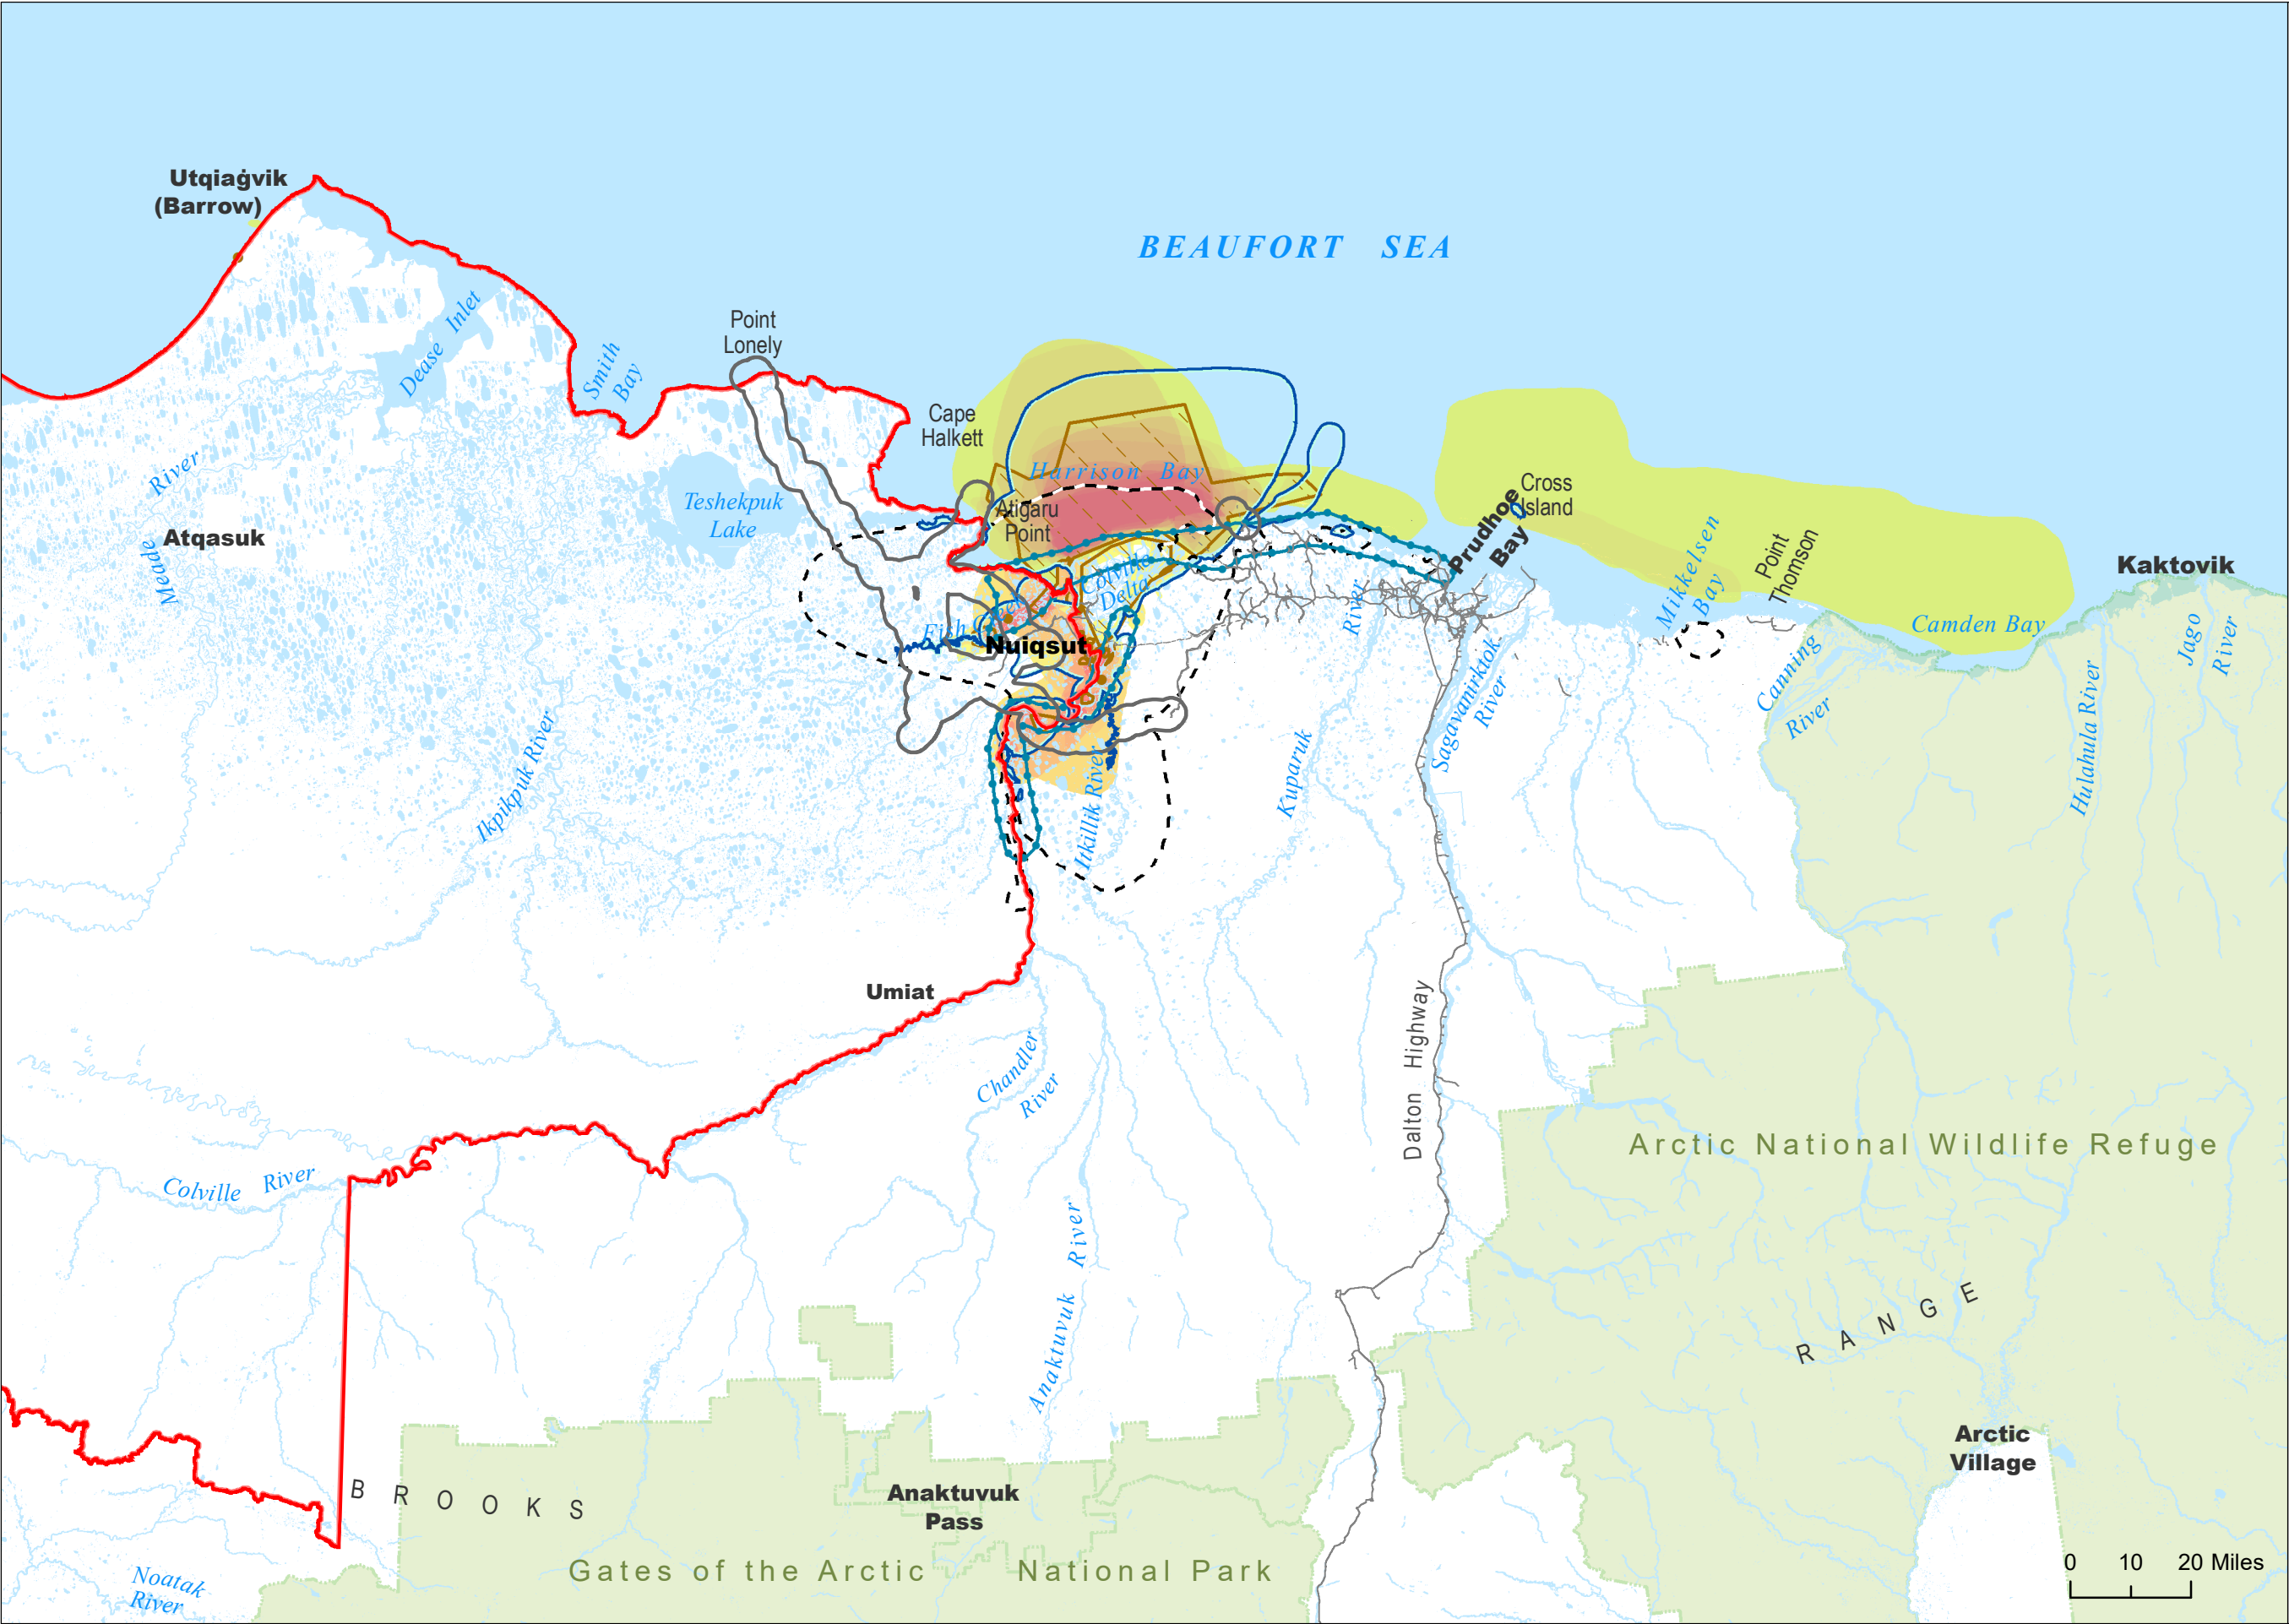 Utqiaġvik
(Barrow)
BEAUFORT SEA
Dease Inlet
Smith
Bay
Point
Lonely
Cape
Halkett
Harrison Bay
Atigaru
Point
Teshekpuk
Lake
Meade
River
Atqasuk
Colville
Delta
Fish Creek
Nuiqsut
Prudhoe
Bay
Cross
Island
Mikkelsen
Bay
Point
Thomson
Kaktovik
Camden Bay
Jago
River
Hulahula River
Canning
River
Sagavanirktok
River
Kuparuk
River
Itkillik River
Ikpikpuk River
Umiat
Chandler
River
Dalton Highway
Arctic National Wildlife Refuge
Colville River
Anaktuvuk River
BROOKS
RANGE
Anaktuvuk
Pass
Arctic
Village
Gates of the Arctic National Park
Noatak
River
0 10 20 Miles